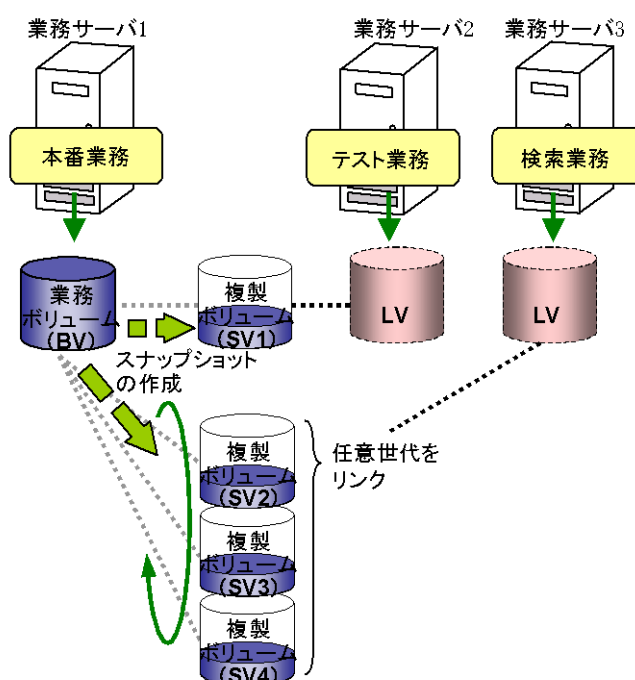 業務サーバ1
業務サーバ2
業務サーバ3
本番業務
テスト業務
検索業務
業務
ボリューム
(BV)
複製
ボリューム
(SV1)
LV
LV
スナップショット
の作成
複製
ボリューム
(SV2)
任意世代を
リンク
複製
ボリューム
(SV3)
複製
ボリューム
(SV4)